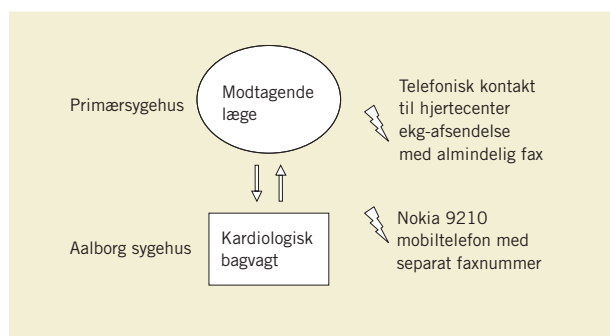 Primærsygehus
Modtagende
læge
Telefonisk kontakt
til hjertecenter
ekg-afsendelse
med almindelig fax
Aalborg sygehus
Kardiologisk
bagvagt
Nokia 9210
mobiltelefon med
separat faxnummer